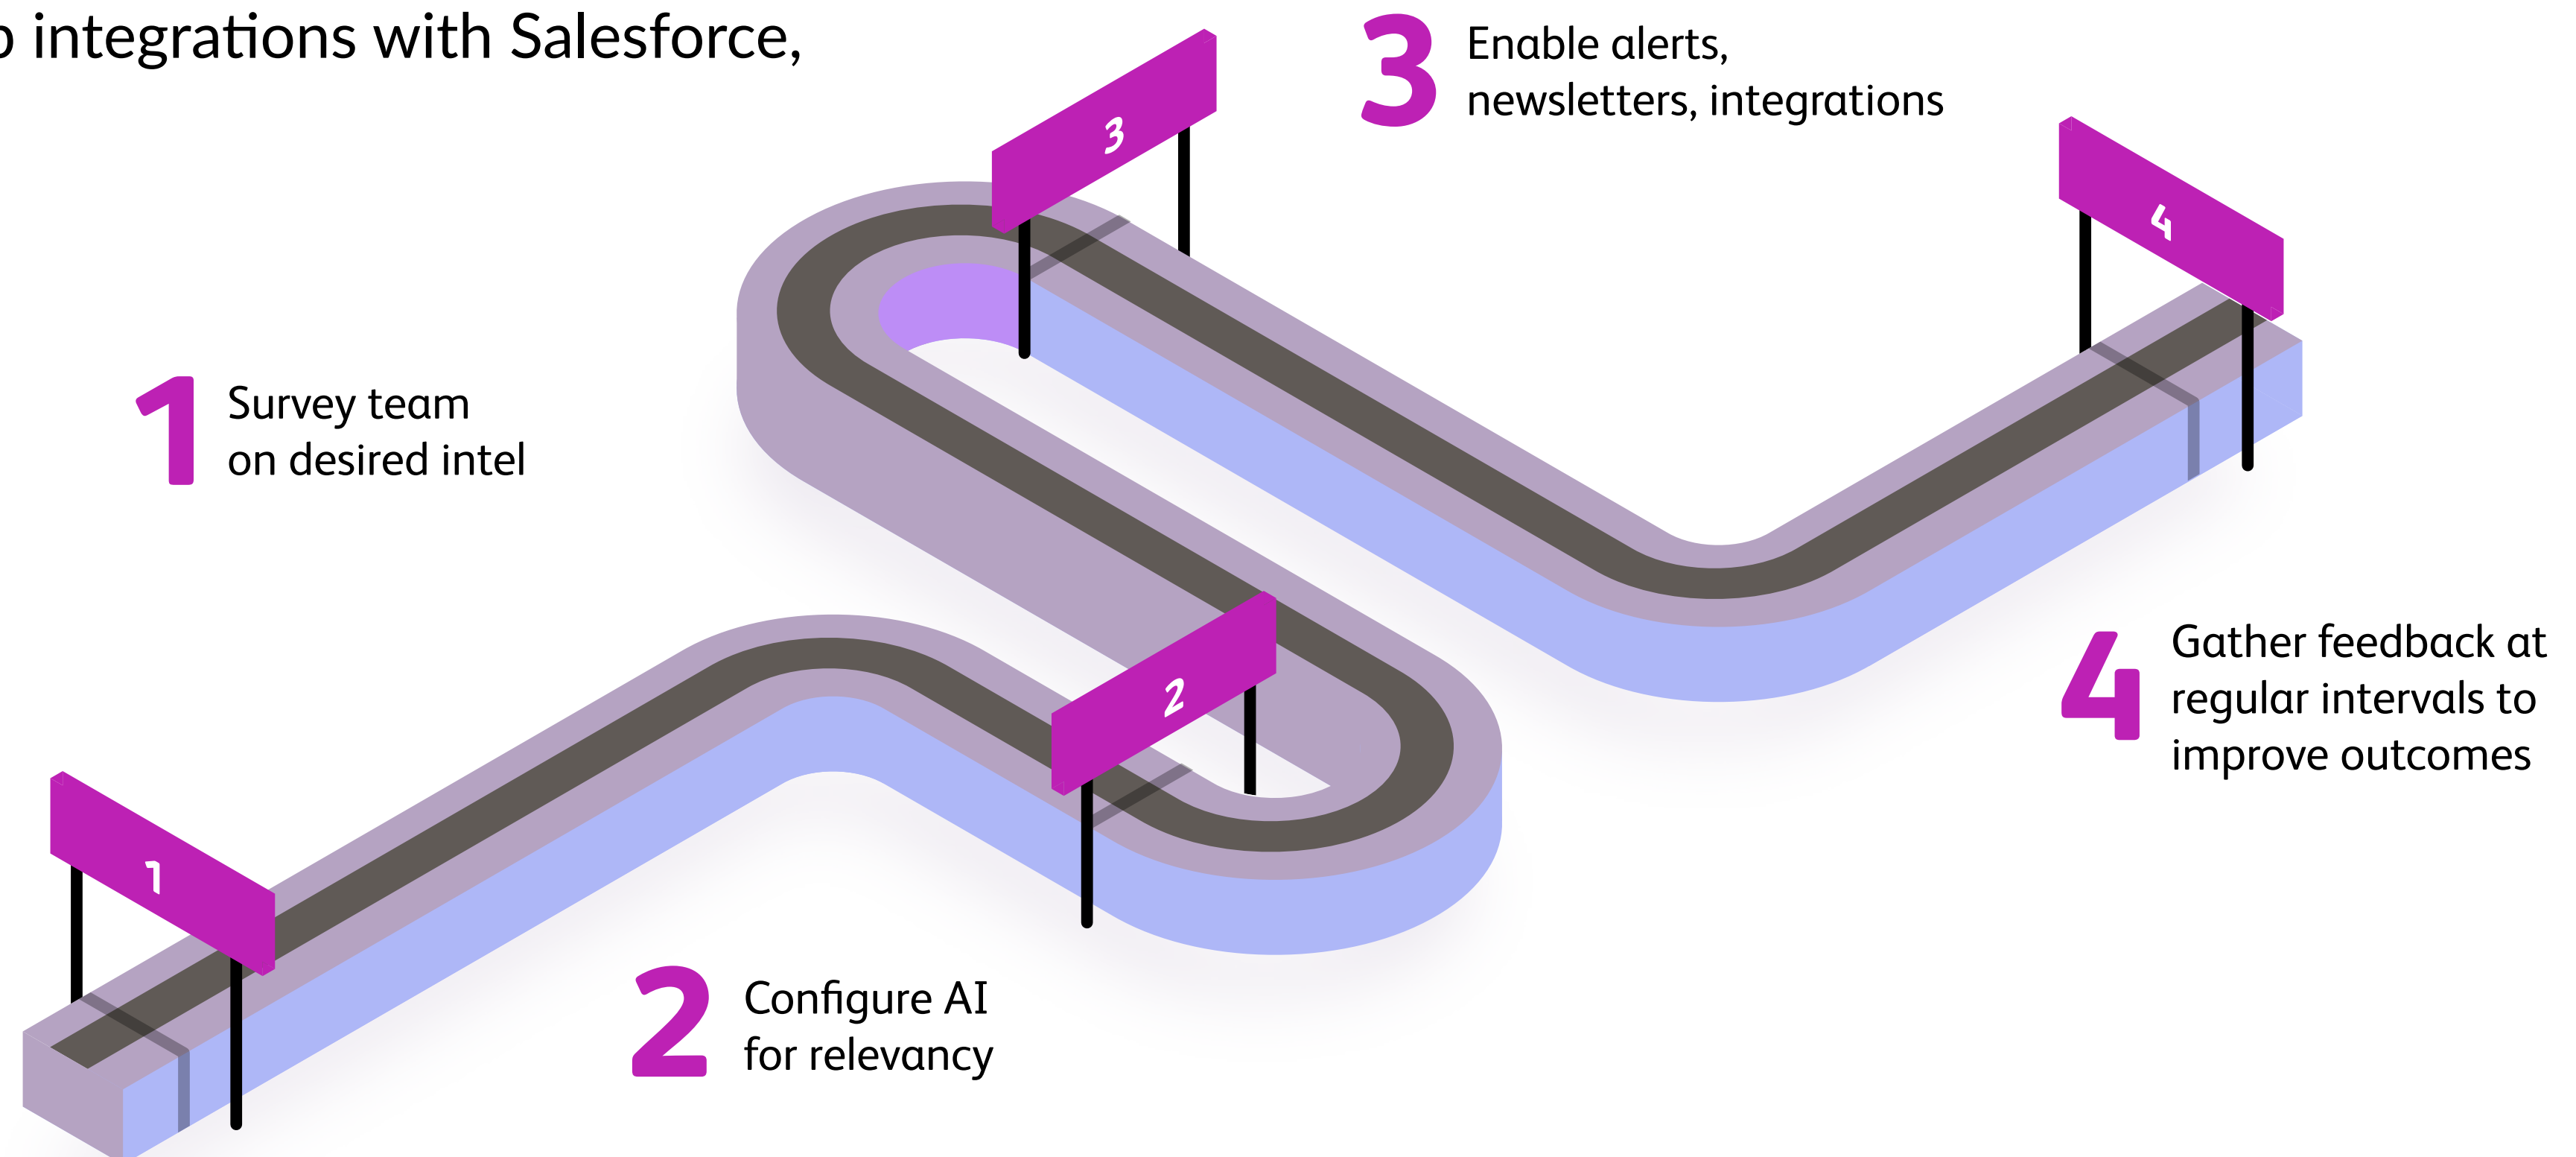 integrations with Salesforce,
3
Enable alerts,
newsletters, integrations
3
4
1
Survey team
on desired intel
2
4
Gather feedback at
regular intervals to
improve outcomes
1
2
Configure AI
for relevancy